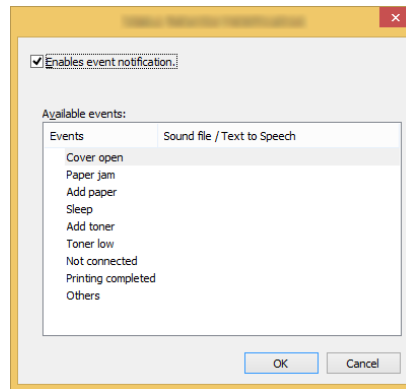 Enables event notification.
Available events:
Events Sound file / Text to Speech
Cover open
Paper jam
Add paper
Sleep
Add toner
Toner low
Not connected
Printing completed
Others
OK Cancel